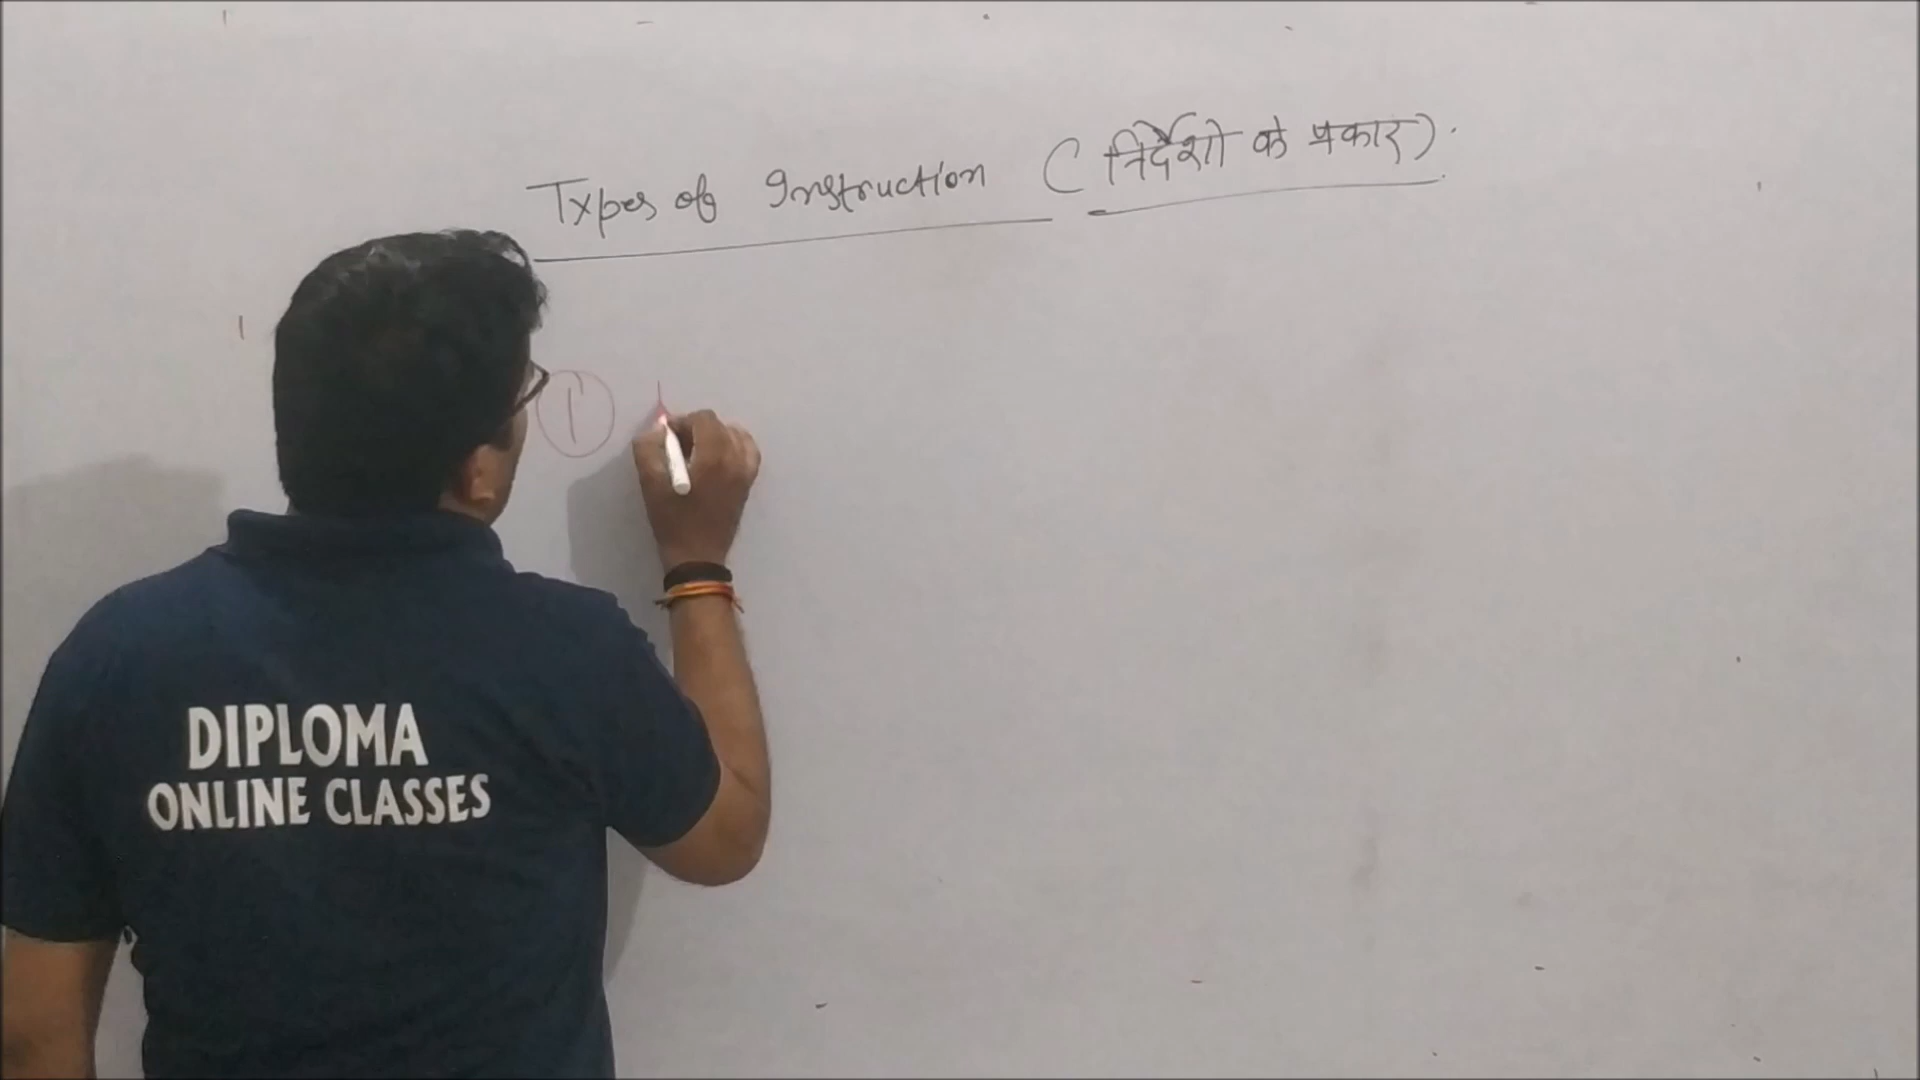 Types of Instruction (निर्देशो के प्रकार).
1
DIPLOMA
ONLINE CLASSES